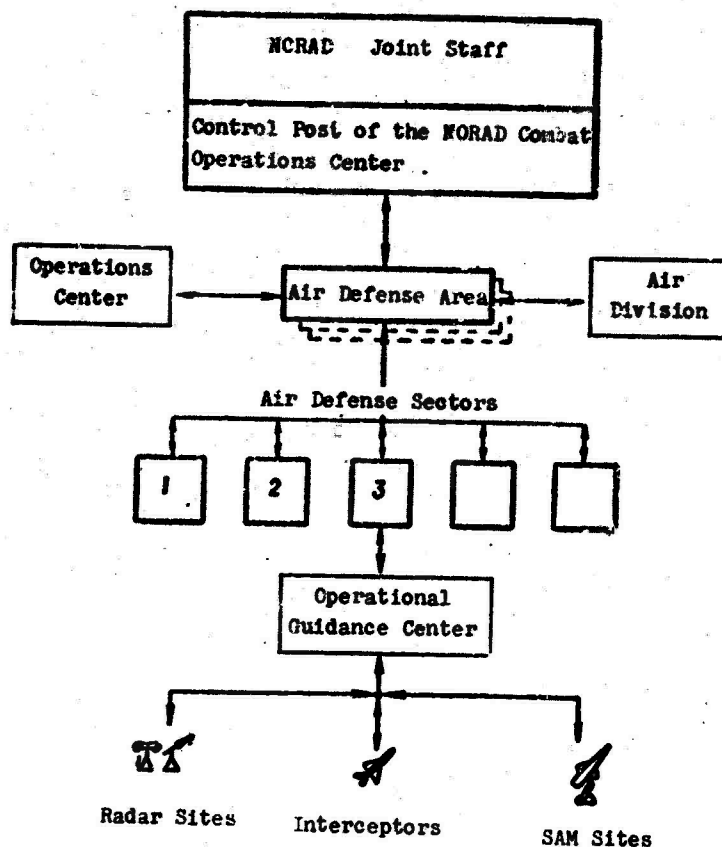 NORAD Joint Staff
Control Post of the NORAD Combat
Operations Center .
Operations
Center
Air Defense Area
Air
Division
Air Defense Sectors
1 2 3
Operational
Guidance Center
Radar Sites
Interceptors
SAM Sites